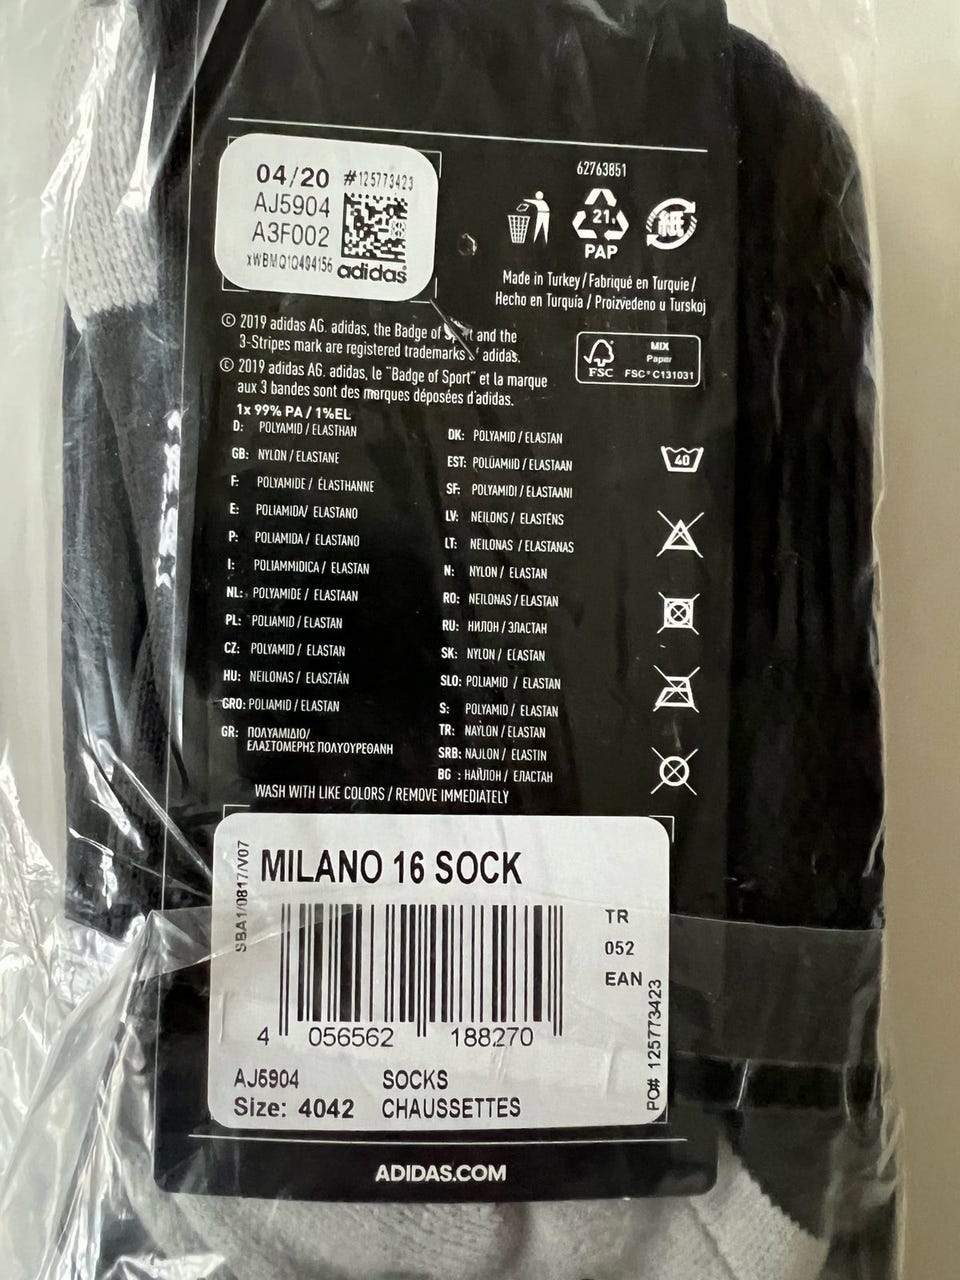 04/20 #125773423
AJ5904
A3F002
xWBMQ1Q494156 adidas
62763851
21
PAP
紙
Made in Turkey / Fabriqué en Turquie /
Hecho en Turquía / Proizvedeno u Turskoj
© 2019 adidas AG. adidas, the Badge of and the
3-Stripes mark are registered trademarks adidas.
© 2019 adidas AG. adidas, le "Badge of Sport" et la marque
aux 3 bandes sont des marques déposées d'adidas.
FSC
MIX
Paper
FSC® C131031
1x 99% PA / 1%EL
D: POLYAMID / ELASTHAN
GB: NYLON / ELASTANE
F: POLYAMIDE / ÉLASTHANNE
E: POLIAMIDA/ ELASTANO
P: POLIAMIDA / ELASTANO
I: POLIAMMIDICA / ELASTAN
NL: POLYAMIDE / ELASTAAN
PL: POLIAMID / ELASTAN
CZ: POLYAMID / ELASTAN
HU: NEILONAS / ELASZTÁN
GRO: POLYAMID / ELASTAN
GR: ΠΟΛΥΑΜΙΔΙΟ/
ΕΛΑΣΤΟΜΕΡΗΣ ΠΟΛΥΟΥΡΕΘΑΝΗ
DK: POLYAMID / ELASTAN
EST: POLÜAMIID / ELASTAAN
SF: POLYAMIDI / ELASTAANI
LV: NEILONS / ELASTĒNS
LT: NEILONAS / ELASTANAS
N: NYLON / ELASTAN
RO: NEILONAS / ELASTAN
RU: НИЛОН / ЭЛАСТАН
SK: NYLON / ELASTAN
SLO: POLIAMID / ELASTAN
S: POLYAMID / ELASTAN
TR: NAYLON / ELASTAN
SRB: NAJLON / ELASTIN
BG : НАЙЛОН / ЕЛАСТАН
40
WASH WITH LIKE COLORS / REMOVE IMMEDIATELY
SBA1/0817/V07
MILANO 16 SOCK
TR
052
EAN
4 056562 188270
PO# 125773423
AJ5904 SOCKS
Size: 4042 CHAUSSETTES
ADIDAS.COM